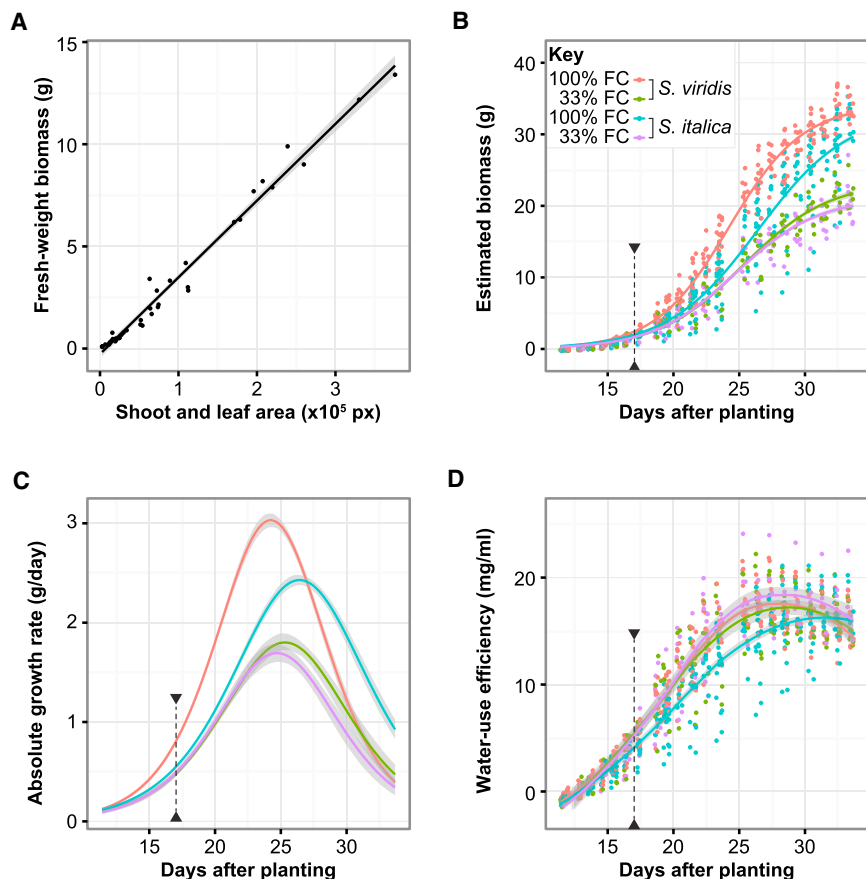 A
Fresh-weight biomass (g)
15
10
5
0
0 1 2 3
Shoot and leaf area (x10⁵ px)
B
Estimated biomass (g)
40
30
20
10
0
Key
100% FC
33% FC
S. viridis
100% FC
33% FC
S. italica
15 20 25 30
Days after planting
C
Absolute growth rate (g/day)
3
2
1
0
15 20 25 30
Days after planting
D
Water-use efficiency (mg/ml)
20
10
0
15 20 25 30
Days after planting